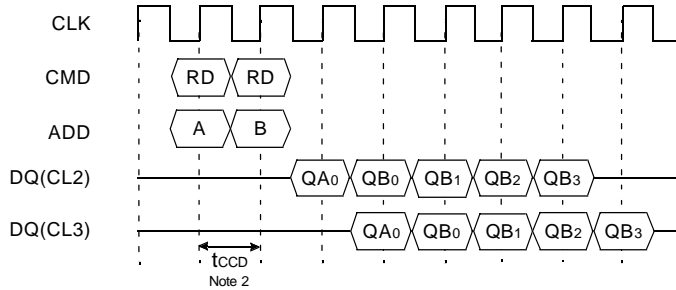 CLK
CMD RD RD
ADD A B
DQ(CL2) QA0 QB0 QB1 QB2 QB3
DQ(CL3) QA0 QB0 QB1 QB2 QB3
tCCD
Note 2